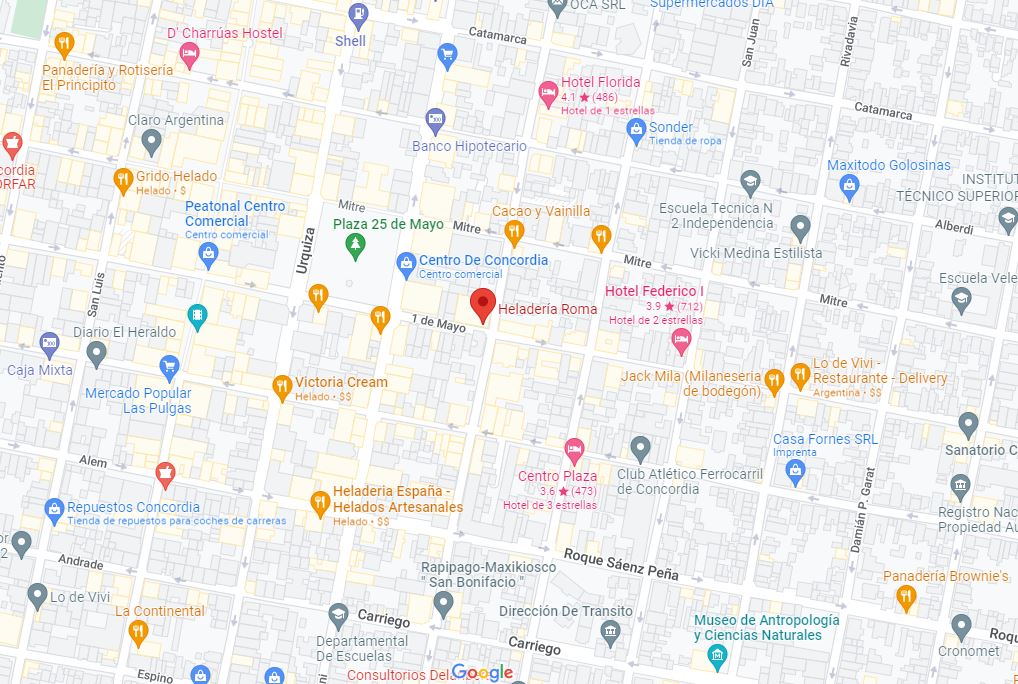 OCA SRL
Supermercados DIA
D' Charrúas Hostel
Shell
Catamarca
San Juan
Rivadavia
Panadería y Rotisería
El Principito
Hotel Florida
4.1 ★ (486)
Hotel de 1 estrellas
Catamarca
Claro Argentina
Banco Hipotecario
Sonder
Tienda de ropa
Maxitodo Golosinas
cordia
ORFAR
Grido Helado
Helado • $
INSTITUT
TÉCNICO SUPERIOR
Peatonal Centro
Comercial
Centro comercial
Mitre
Plaza 25 de Mayo
Mitre
Cacao y Vainilla
Escuela Tecnica N
2 Independencia
Alberdi
Urquiza
Centro De Concordia
Centro comercial
Mitre
Vicki Medina Estilista
San Luis
Hotel Federico I
3.9 ★ (712)
Hotel de 2 estrellas
Mitre
Escuela Vele
Heladería Roma
1 de Mayo
Diario El Heraldo
Caja Mixta
Mercado Popular
Las Pulgas
Victoria Cream
Helado • $$
Jack Mila (Milaneseria
de bodegón)
Lo de Vivi -
Restaurante - Delivery
Argentina • $$
Alem
Centro Plaza
3.6 ★ (473)
Hotel de 3 estrellas
Club Atlético Ferrocarril
de Concordia
Casa Fornes SRL
Imprenta
Sanatorio C
Repuestos Concordia
Tienda de repuestos para coches de carreras
Heladeria España -
Helados Artesanales
Helado • $$
Damián P. Garat
Registro Nac
Propiedad Au
Andrade
Roque Sáenz Peña
Rapipago-Maxikiosco
" San Bonifacio "
Lo de Vivi
La Continental
Departamental
De Escuelas
Carriego
Dirección De Transito
Carriego
Museo de Antropología
y Ciencias Naturales
Panadería Brownie's
Cronomet
Roqu
Espino
Consultorios Dela
Google